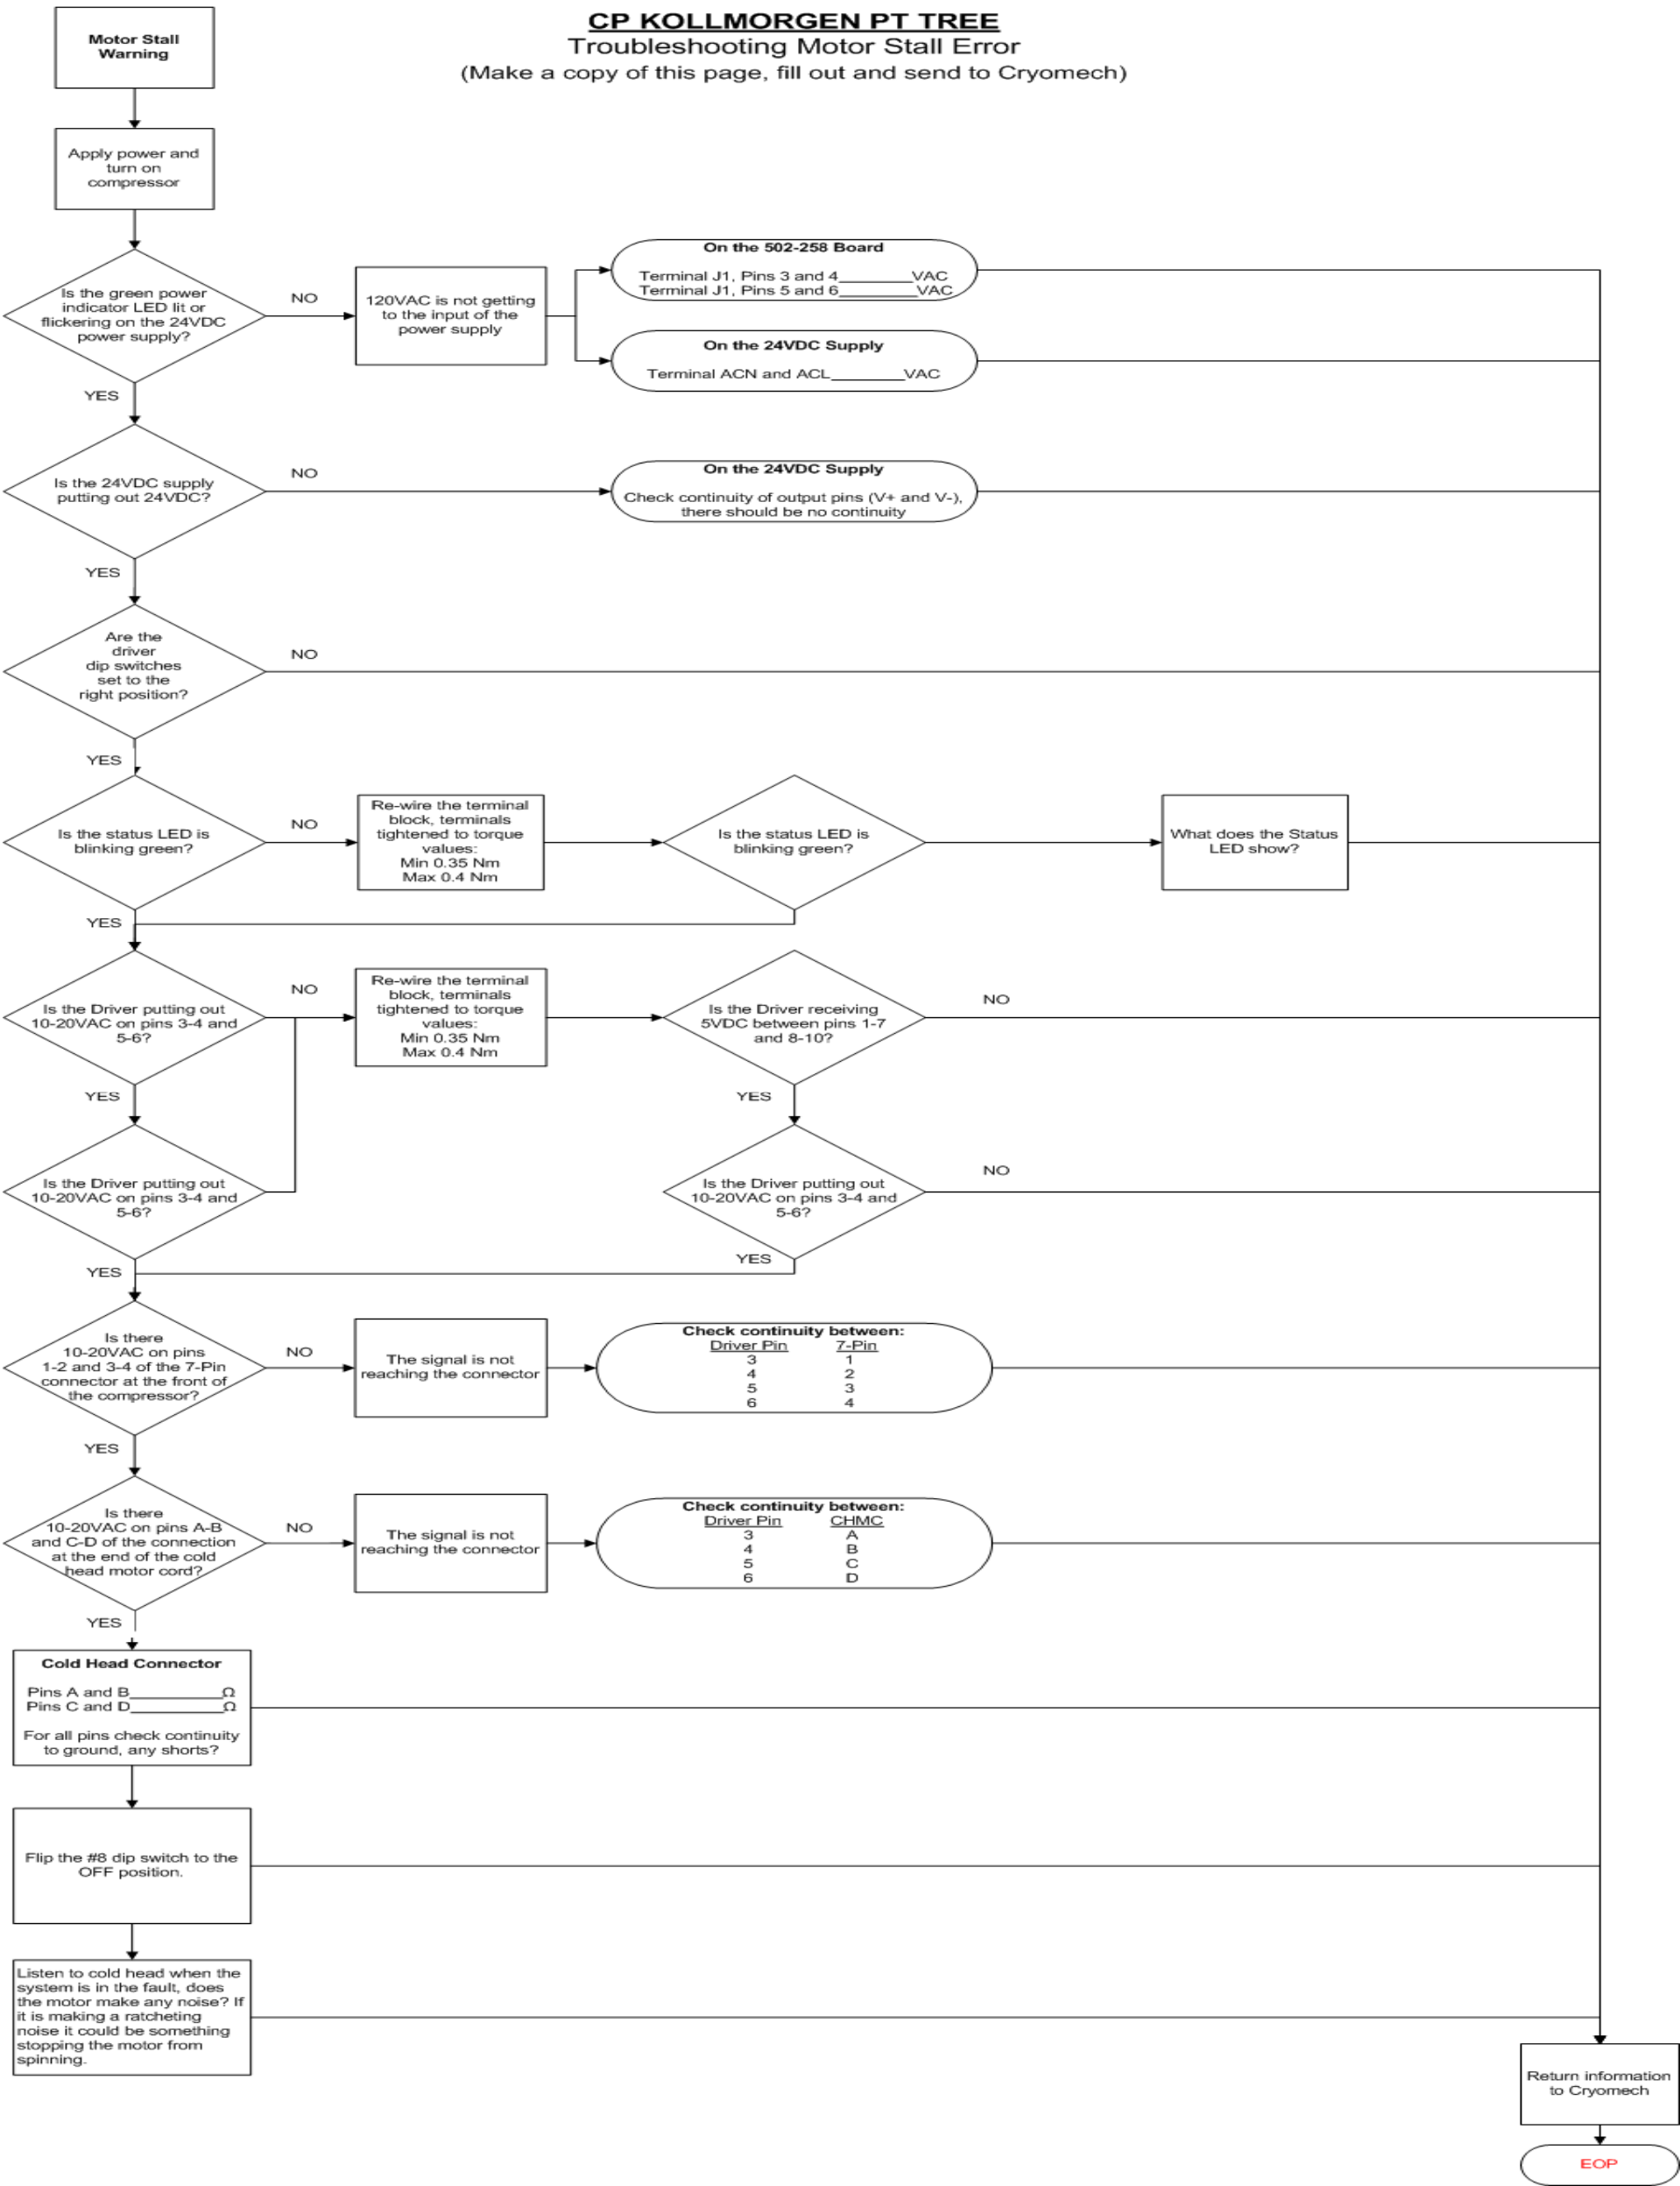 CP KOLLMORGEN PT TREE
Troubleshooting Motor Stall Error
(Make a copy of this page, fill out and send to Cryomech)
Motor Stall
Warning
Apply power and
turn on
compressor
Is the green power
indicator LED lit or
flickering on the 24VDC
power supply?
NO
120VAC is not getting
to the input of the
power supply
On the 502-258 Board
Terminal J1, Pins 3 and 4________VAC
Terminal J1, Pins 5 and 6________VAC
On the 24VDC Supply
Terminal ACN and ACL________VAC
YES
Is the 24VDC supply
putting out 24VDC?
NO
On the 24VDC Supply
Check continuity of output pins (V+ and V-),
there should be no continuity
YES
Are the
driver
dip switches
set to the
right position?
NO
YES
Is the status LED is
blinking green?
NO
Re-wire the terminal
block, terminals
tightened to torque
values:
Min 0.35 Nm
Max 0.4 Nm
Is the status LED is
blinking green?
What does the Status
LED show?
YES
Is the Driver putting out
10-20VAC on pins 3-4 and
5-6?
NO
Re-wire the terminal
block, terminals
tightened to torque
values:
Min 0.35 Nm
Max 0.4 Nm
Is the Driver receiving
5VDC between pins 1-7
and 8-10?
NO
YES
YES
Is the Driver putting out
10-20VAC on pins 3-4 and
5-6?
Is the Driver putting out
10-20VAC on pins 3-4 and
5-6?
NO
YES
YES
Is there
10-20VAC on pins
1-2 and 3-4 of the 7-Pin
connector at the front of
the compressor?
NO
The signal is not
reaching the connector
Check continuity between:
Driver Pin 7-Pin
3 1
4 2
5 3
6 4
YES
Is there
10-20VAC on pins A-B
and C-D of the connection
at the end of the cold
head motor cord?
NO
The signal is not
reaching the connector
Check continuity between:
Driver Pin CHMC
3 A
4 B
5 C
6 D
YES
Cold Head Connector
Pins A and B__________Ω
Pins C and D__________Ω
For all pins check continuity
to ground, any shorts?
Flip the #8 dip switch to the
OFF position.
Listen to cold head when the
system is in the fault, does
the motor make any noise? If
it is making a ratcheting
noise it could be something
stopping the motor from
spinning.
Return information
to Cryomech
EOP